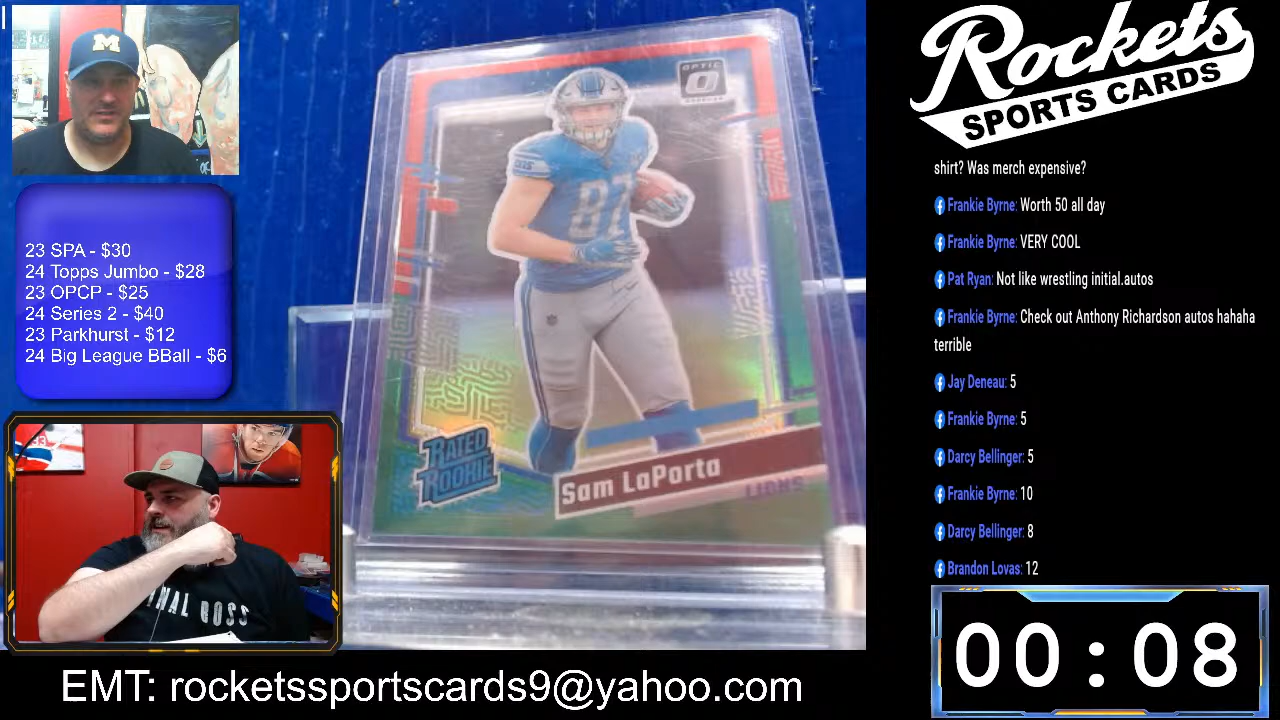 M
23 SPA - $30
24 Topps Jumbo - $28
23 OPCP - $25
24 Series 2 - $40
23 Parkhurst - $12
24 Big League BBall - $6
OPTIC
87
RATED
ROOKIE
Sam LaPorta
LIONS
Rockets
SPORTS CARDS
shirt? Was merch expensive?
Frankie Byrne: Worth 50 all day
Frankie Byrne: VERY COOL
Pat Ryan: Not like wrestling initial.autos
Frankie Byrne: Check out Anthony Richardson autos hahaha
terrible
Jay Deneau: 5
Frankie Byrne: 5
Darcy Bellinger: 5
Frankie Byrne: 10
Darcy Bellinger: 8
Brandon Lovas: 12
BOSS
00:08
EMT: rocketssportscards9@yahoo.com